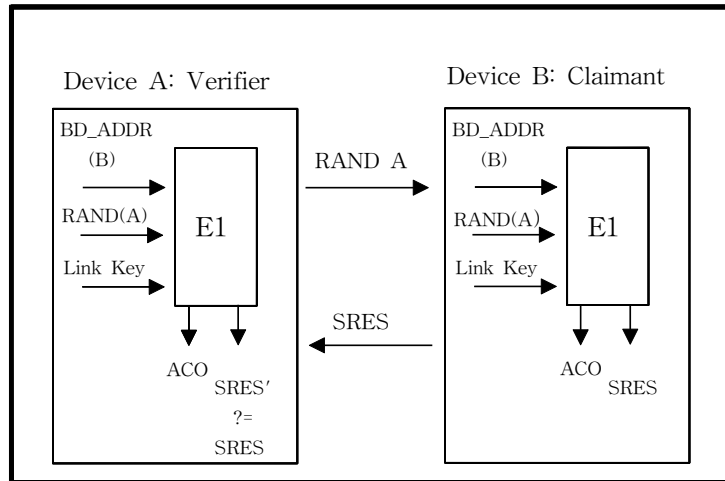 Device A: Verifier
BD_ADDR
(B)
RAND(A)
Link Key
E1
ACO
SRES′
?=
SRES
RAND A
SRES
Device B: Claimant
BD_ADDR
(B)
RAND(A)
Link Key
E1
ACO
SRES